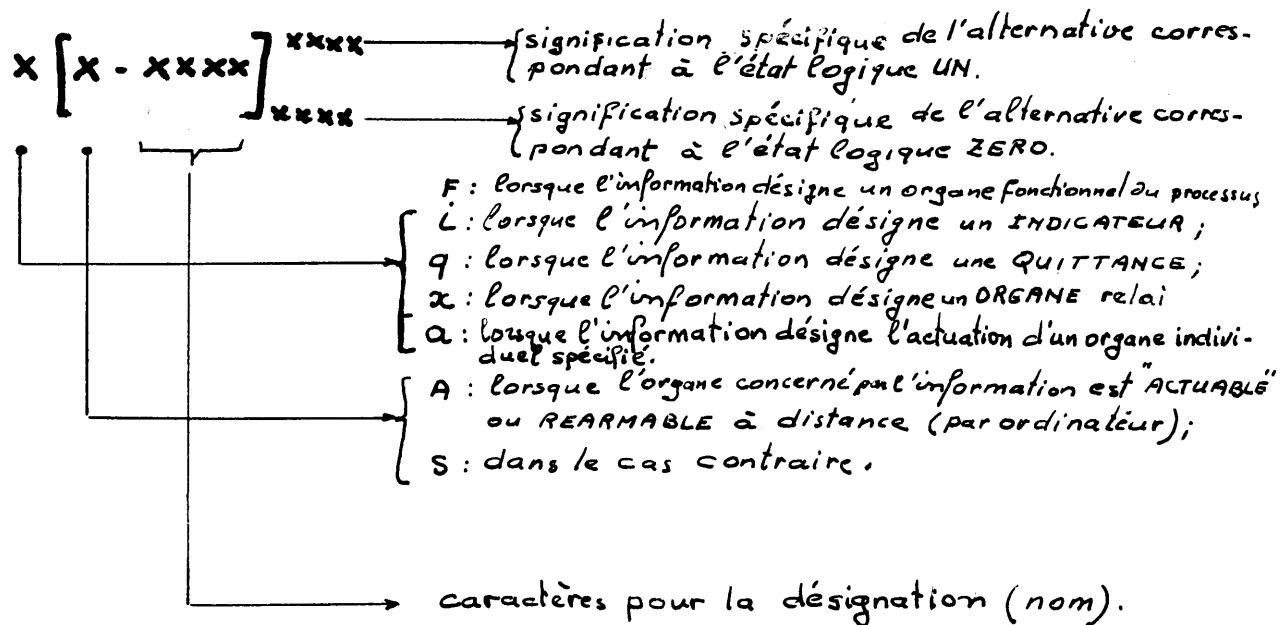 xxxx
{signification spécifique de l'alternative corres-
pondant à l'état logique UN.
x [x - xxxx]
xxxx
{signification spécifique de l'alternative corres-
pondant à l'état logique ZERO.
F : lorsque l'information désigne un organe fonctionnel du processus,
i : lorsque l'information désigne un INDICATEUR ;
q : lorsque l'information désigne une QUITTANCE ;
x : lorsque l'information désigne un ORGANE relai
a : lorsque l'information désigne l'actuation d'un organe indivi-
duel spécifié.
A : lorsque l'organe concerné par l'information est "ACTUABLE"
ou REARMABLE à distance (par ordinateur);
S : dans le cas contraire.
caractères pour la désignation (nom).